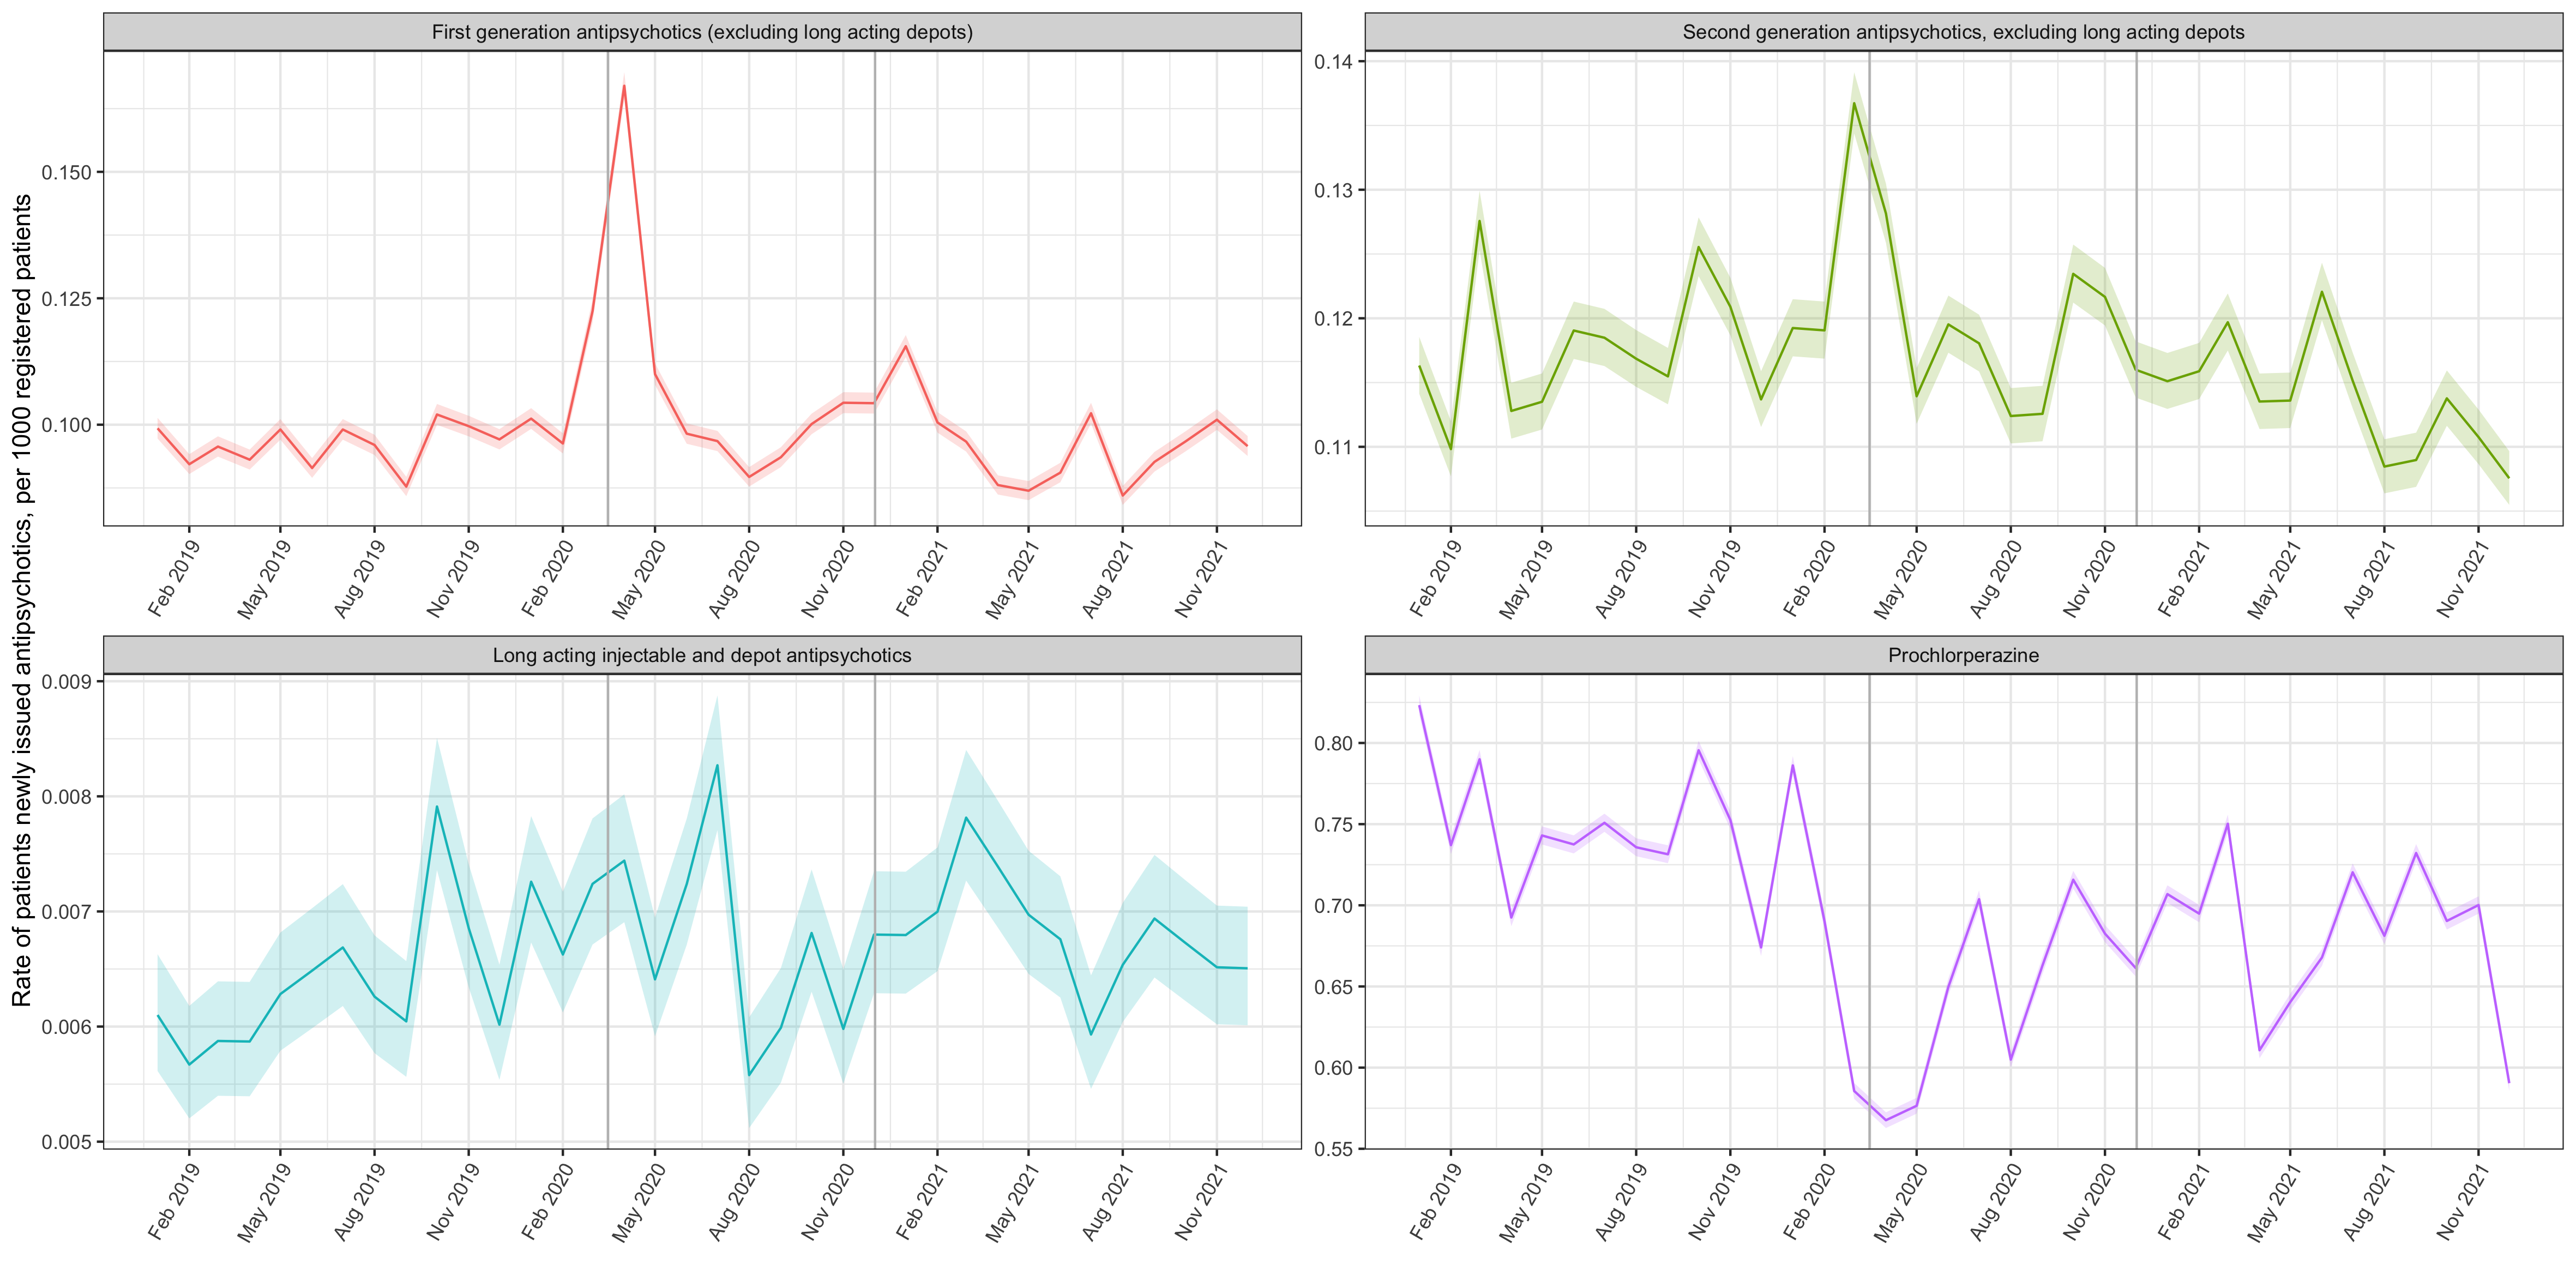 Rate of patients newly issued antipsychotics, per 1000 registered patients
First generation antipsychotics (excluding long acting depots)
0.150
0.125
0.100
Feb 2019
May 2019
Aug 2019
Nov 2019
Feb 2020
May 2020
Aug 2020
Nov 2020
Feb 2021
May 2021
Aug 2021
Nov 2021
Second generation antipsychotics, excluding long acting depots
0.14
0.13
0.12
0.11
Feb 2019
May 2019
Aug 2019
Nov 2019
Feb 2020
May 2020
Aug 2020
Nov 2020
Feb 2021
May 2021
Aug 2021
Nov 2021
Long acting injectable and depot antipsychotics
0.009
0.008
0.007
0.006
0.005
Feb 2019
May 2019
Aug 2019
Nov 2019
Feb 2020
May 2020
Aug 2020
Nov 2020
Feb 2021
May 2021
Aug 2021
Nov 2021
Prochlorperazine
0.80
0.75
0.70
0.65
0.60
0.55
Feb 2019
May 2019
Aug 2019
Nov 2019
Feb 2020
May 2020
Aug 2020
Nov 2020
Feb 2021
May 2021
Aug 2021
Nov 2021